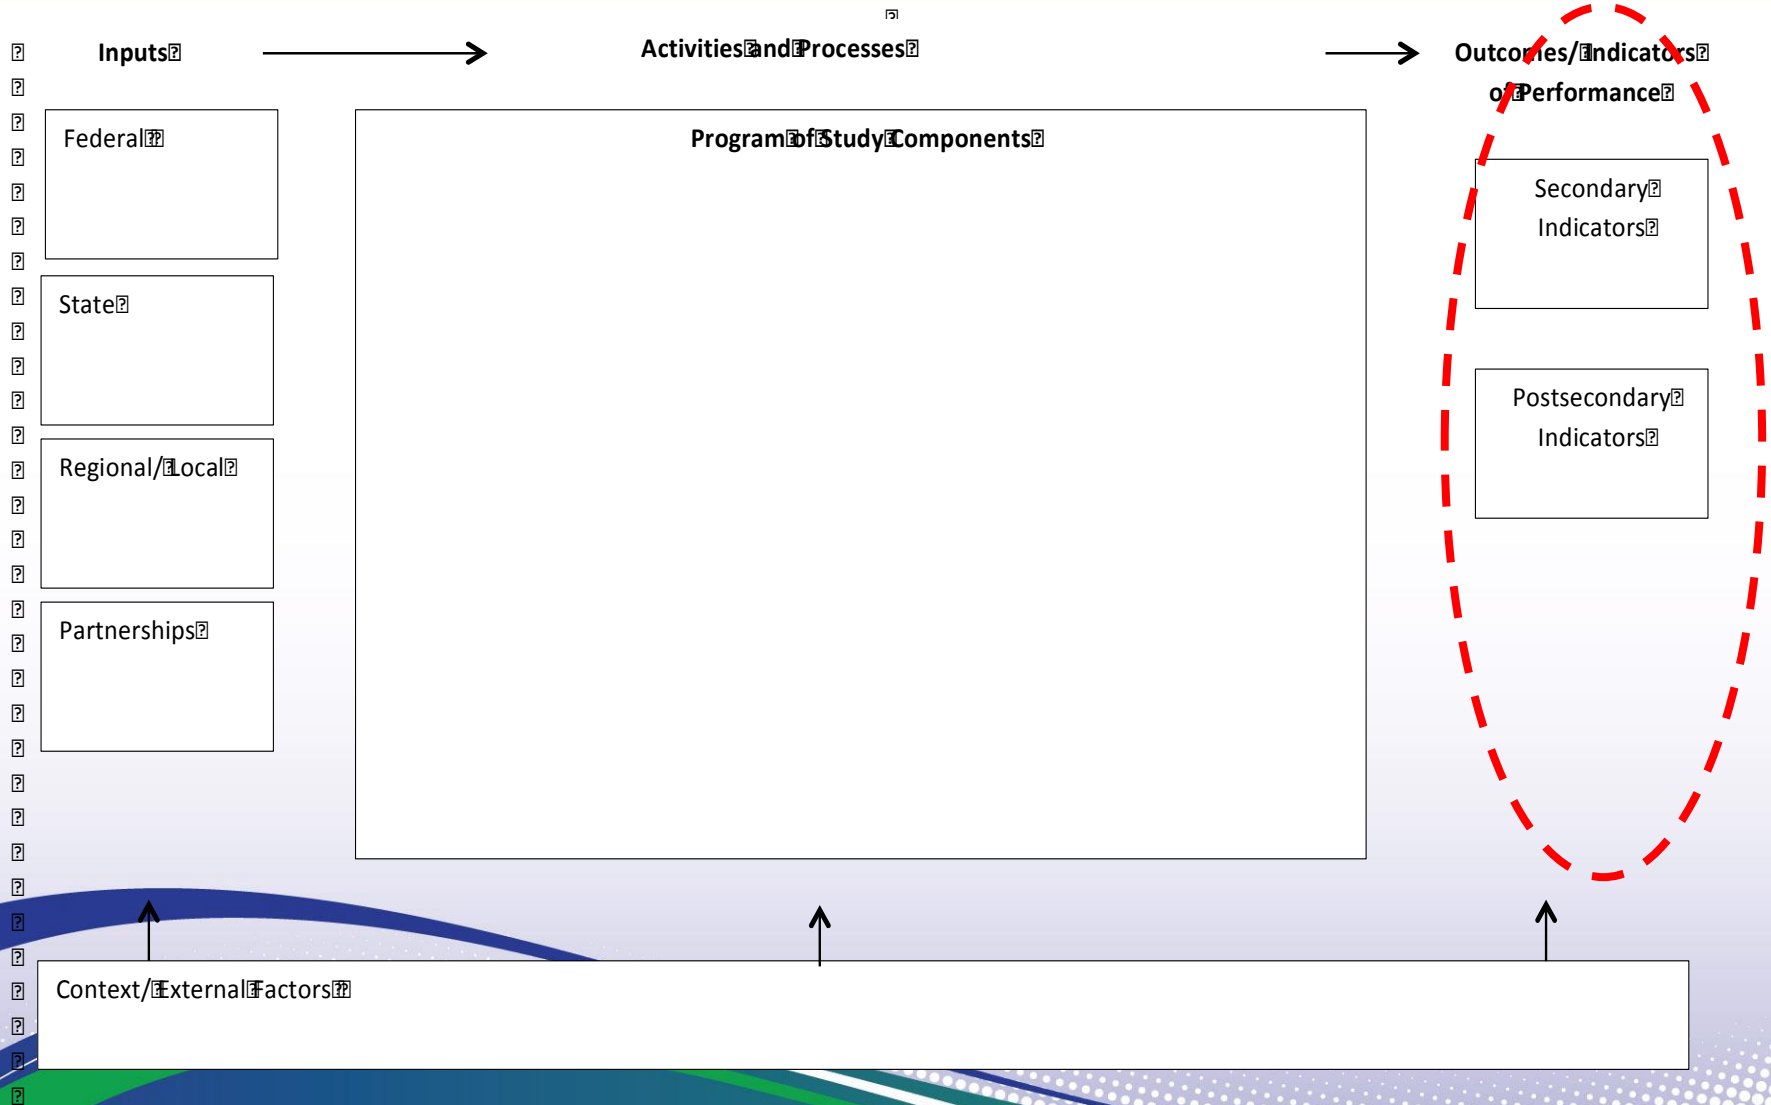 Inputs
Activities and Processes
Outcomes/ Indicators
of Performance
Federal
State
Regional/ Local
Partnerships
Program of Study Components
Secondary
Indicators
Postsecondary
Indicators
Context/ External Factors